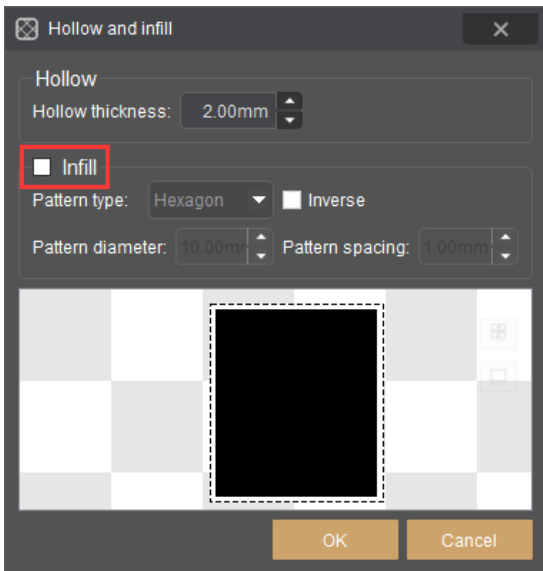 Hollow and infill
Hollow
Hollow thickness: 2.00mm
Infill
Pattern type: Hexagon Inverse
Pattern diameter: 10.00mm Pattern spacing: 1.00mm
OK Cancel